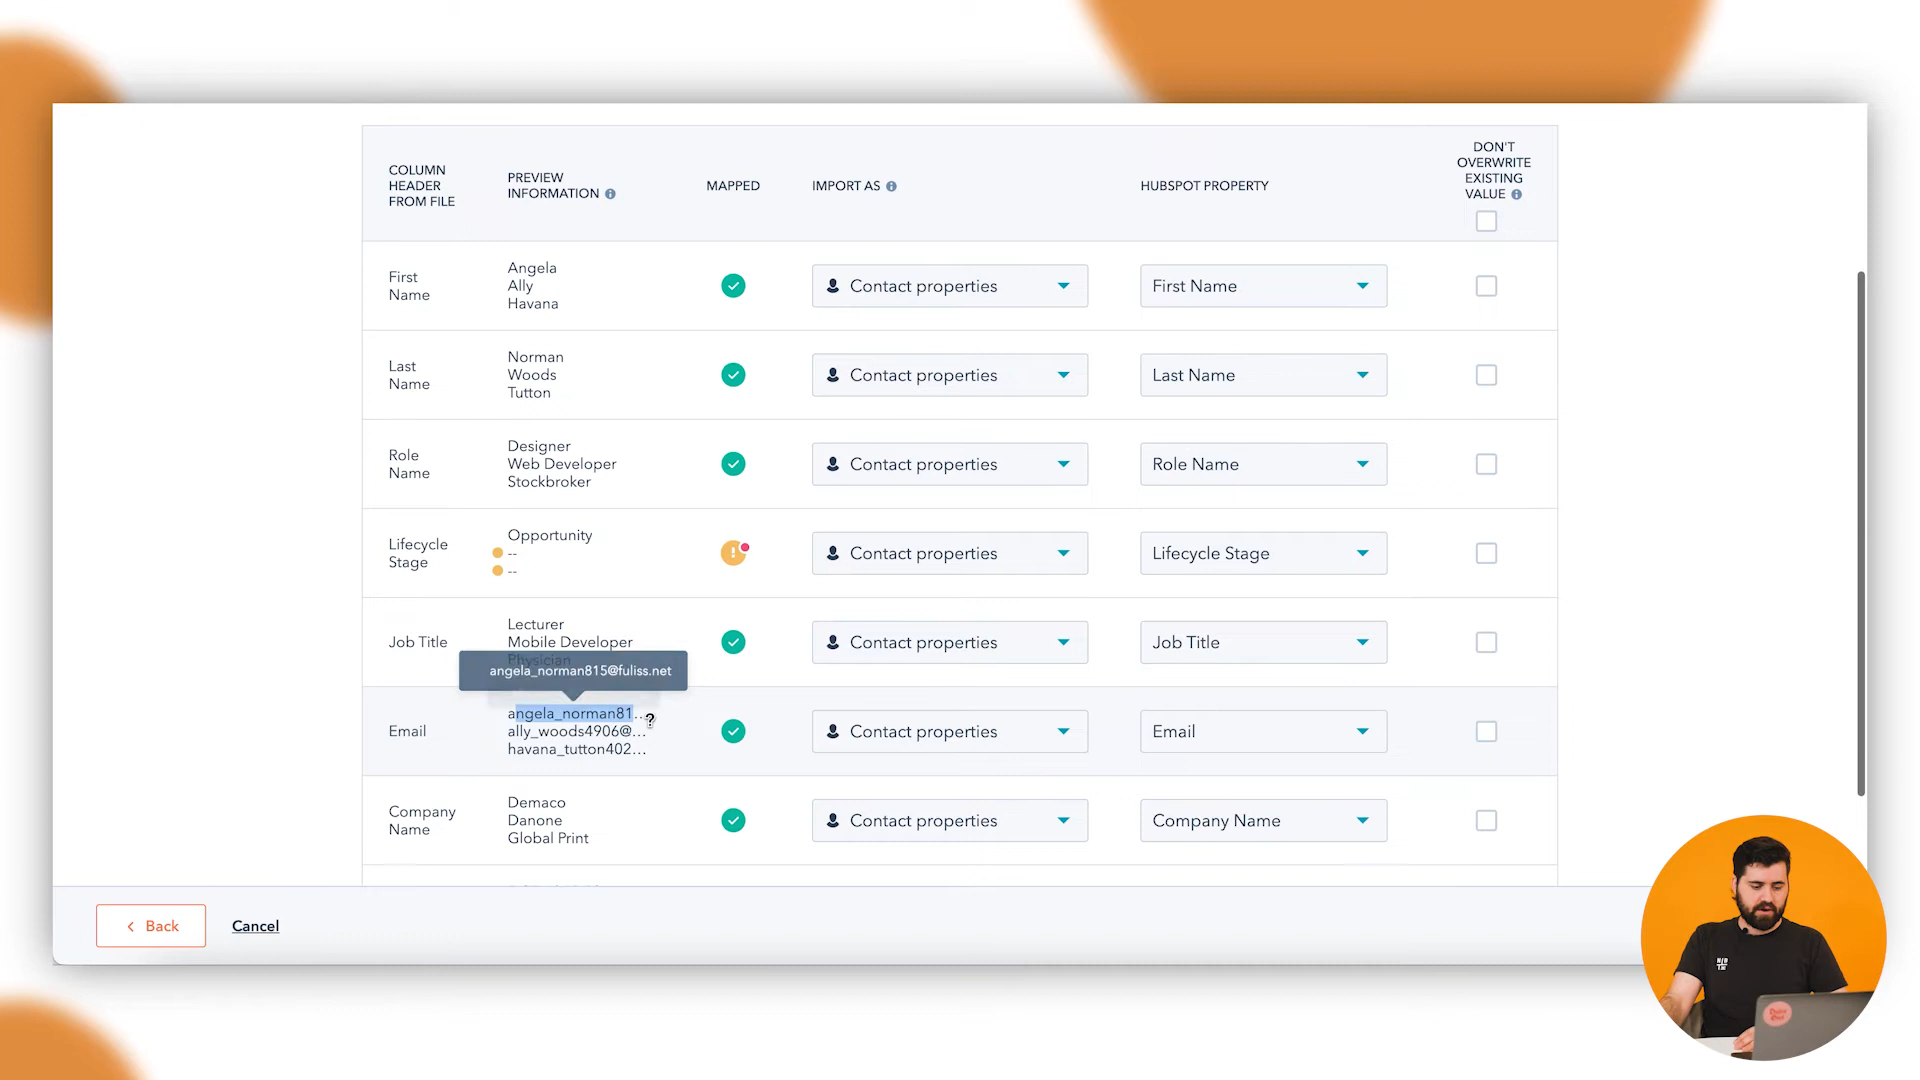 COLUMN
HEADER
FROM FILE
PREVIEW
INFORMATION
MAPPED
IMPORT AS
HUBSPOT PROPERTY
DON'T
OVERWRITE
EXISTING
VALUE
First
Name
Angela
Ally
Havana
Contact properties
First Name
Last
Name
Norman
Woods
Tutton
Contact properties
Last Name
Role
Name
Designer
Web Developer
Stockbroker
Contact properties
Role Name
Lifecycle
Stage
Opportunity
--
--
Contact properties
Lifecycle Stage
Job Title
Lecturer
Mobile Developer
Physician
Contact properties
Job Title
angela_norman815@fuliss.net
Email
angela_norman81...
ally_woods4906@...
havana_tutton402...
Contact properties
Email
Company
Name
Demaco
Danone
Global Print
Contact properties
Company Name
Back
Cancel